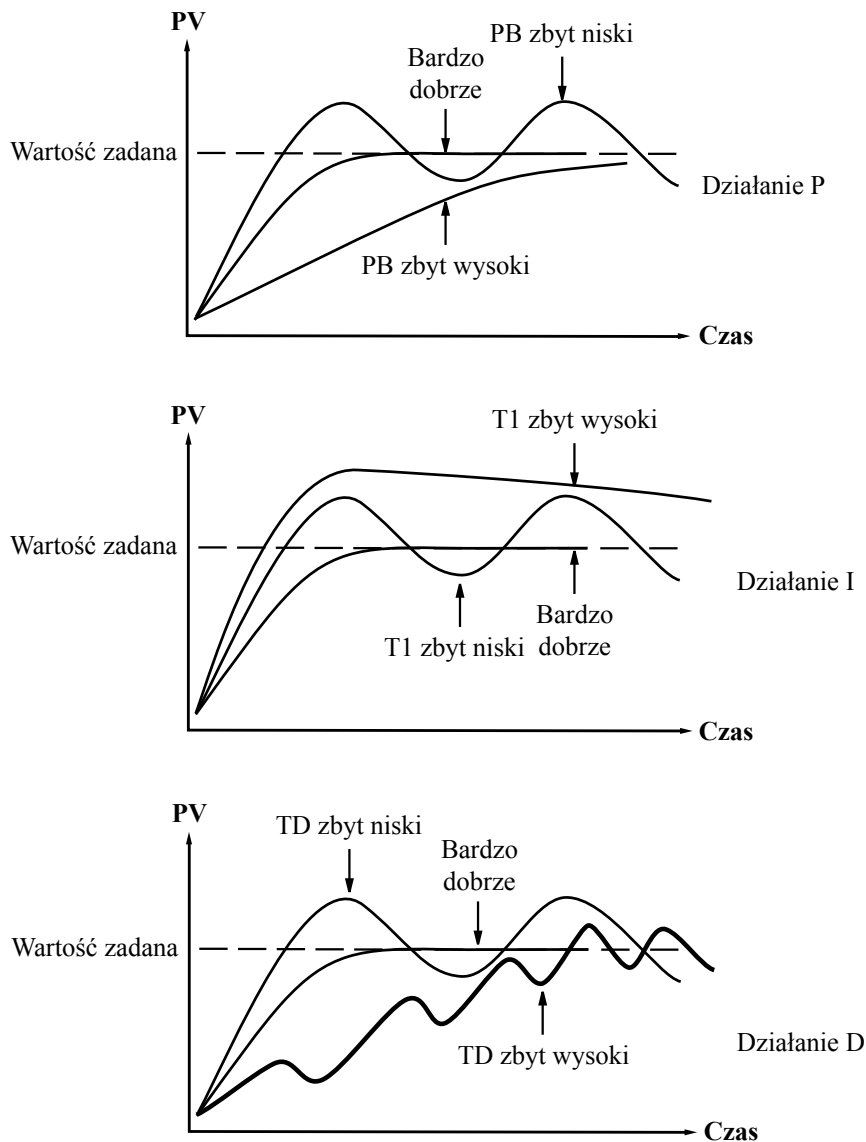 PV
PB zbyt niski
Bardzo
dobrze
Wartość zadana
Działanie P
PB zbyt wysoki
Czas
PV
T1 zbyt wysoki
Wartość zadana
Działanie I
Bardzo
T1 zbyt niski
dobrze
Czas
PV
TD zbyt niski
Bardzo
dobrze
Wartość zadana
TD zbyt wysoki
Działanie D
Czas